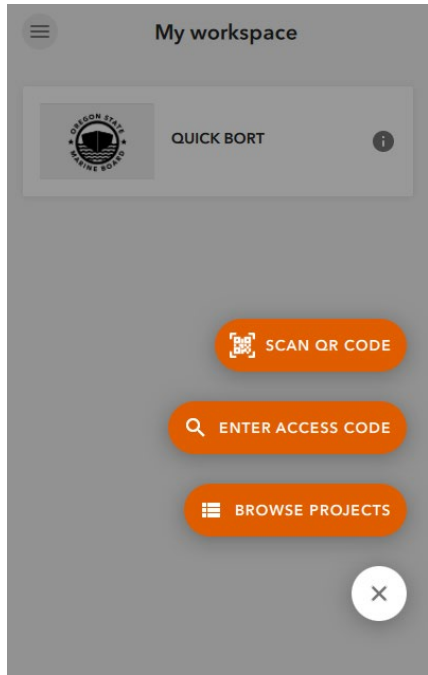 My workspace
OREGON STATE
MARINE BOARD
QUICK BORT
i
SCAN QR CODE
ENTER ACCESS CODE
BROWSE PROJECTS